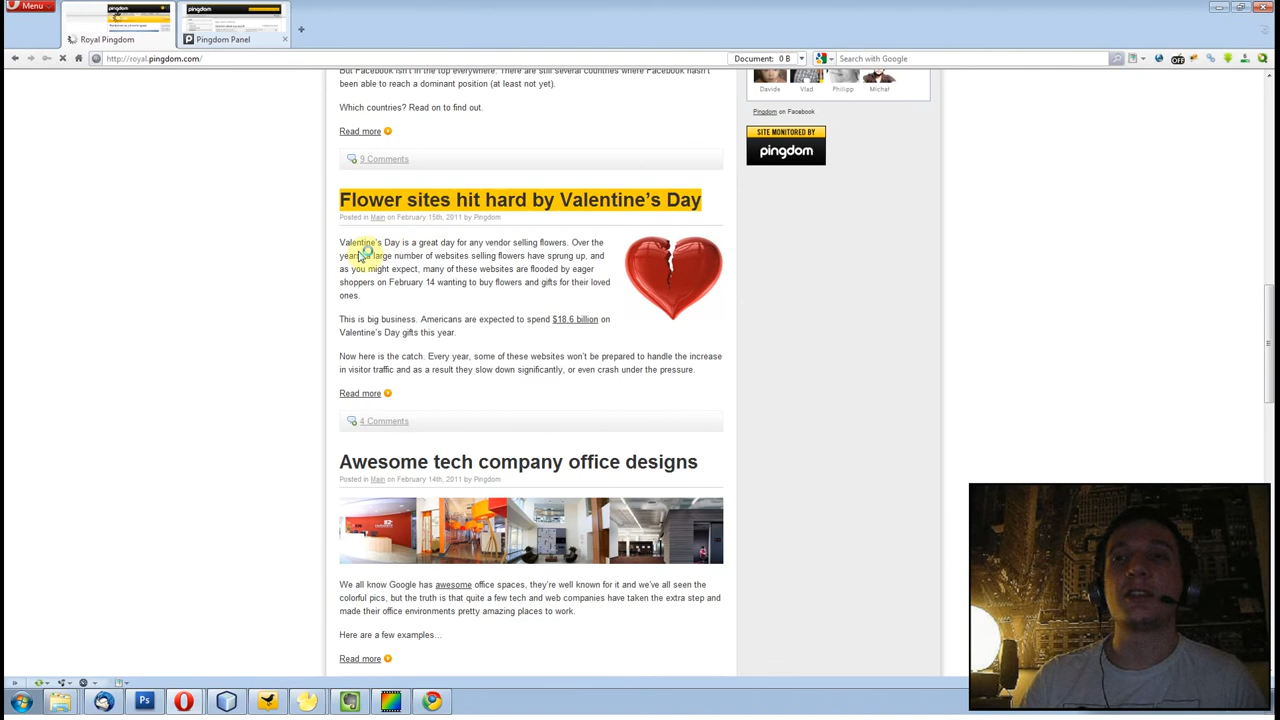 Menu
Royal Pingdom
Pingdom Panel
http://royal.pingdom.com/
Document: 0 B
Search with Google
But Facebook isn't in the top everywhere. There are still several countries where Facebook hasn't
been able to reach a dominant position (at least not yet).
Which countries? Read on to find out.
Read more
9 Comments
Flower sites hit hard by Valentine's Day
Posted in Main on February 15th, 2011 by Pingdom
Valentine's Day is a great day for any vendor selling flowers. Over the
large number of websites selling flowers have sprung up, and
as you might expect, many of these websites are flooded by eager
shoppers on February 14 wanting to buy flowers and gifts for their loved
ones.
This is big business. Americans are expected to spend $18.6 billion on
Valentine's Day gifts this year.
Now here is the catch. Every year, some of these websites won't be prepared to handle the increase
in visitor traffic and as a result they slow down significantly, or even crash under the pressure.
Read more
4 Comments
Awesome tech company office designs
Posted in Main on February 14th, 2011 by Pingdom
We all know Google has awesome office spaces, they're well known for it and we've all seen the
colorful pics, but the truth is that quite a few tech and web companies have taken the extra step and
made their office environments pretty amazing places to work.
Here are a few examples…
Read more
Davide Vlad Philipp Michał
Pingdom on Facebook
SITE MONITORED BY
pingdom
OFF
Ps